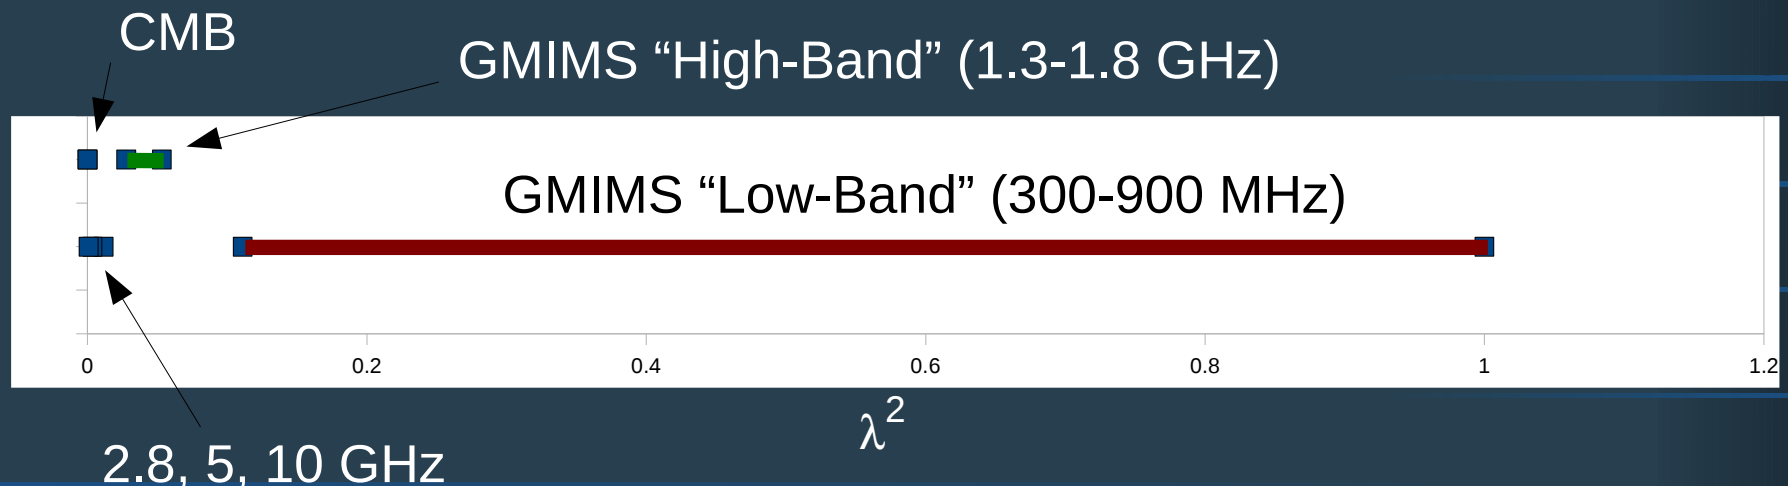 CMB
GMIMS “High-Band” (1.3-1.8 GHz)
GMIMS “Low-Band” (300-900 MHz)
0 0.2 0.4 0.6 0.8 1 1.2
λ²
2.8, 5, 10 GHz